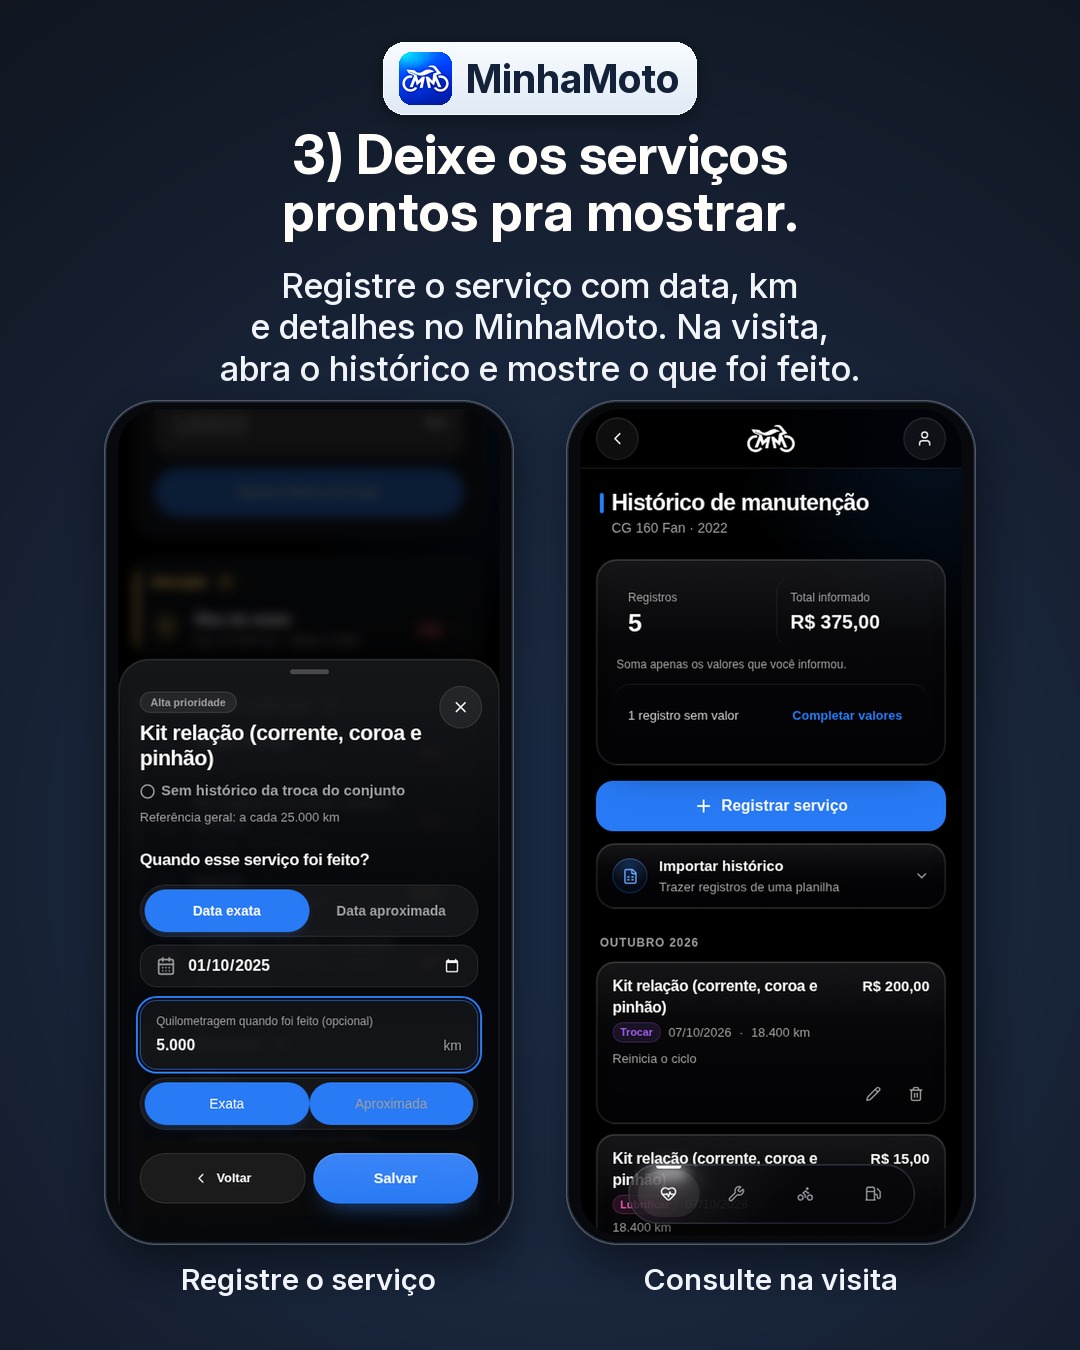 MinhaMoto
3) Deixe os serviços
prontos pra mostrar.
Registre o serviço com data, km
e detalhes no MinhaMoto. Na visita,
abra o histórico e mostre o que foi feito.
Alta prioridade
Kit relação (corrente, coroa e
pinhão)
Sem histórico da troca do conjunto
Referência geral: a cada 25.000 km
Quando esse serviço foi feito?
Data exata
Data aproximada
01/10/2025
Quilometragem quando foi feito (opcional)
5.000 km
Exata
Aproximada
Voltar
Salvar
Registre o serviço
MM
Histórico de manutenção
CG 160 Fan · 2022
Registros
5
Total informado
R$ 375,00
Soma apenas os valores que você informou.
1 registro sem valor
Completar valores
Registrar serviço
Importar histórico
Trazer registros de uma planilha
OUTUBRO 2026
Kit relação (corrente, coroa e
pinhão)
R$ 200,00
Trocar 07/10/2026 · 18.400 km
Reinicia o ciclo
Kit relação (corrente, coroa e
pinhão)
R$ 15,00
Lubrificar 07/10/2026
18.400 km
Consulte na visita